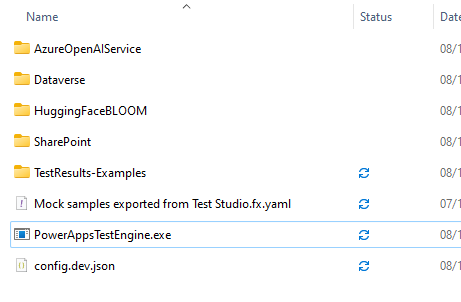 Name Status
AzureOpenAIService 08/1
Dataverse 08/1
HuggingFaceBLOOM 08/1
SharePoint 08/1
TestResults-Examples 08/1
Mock samples exported from Test Studio.fx.yaml 07/1
PowerAppsTestEngine.exe 08/1
config.dev.json 08/1